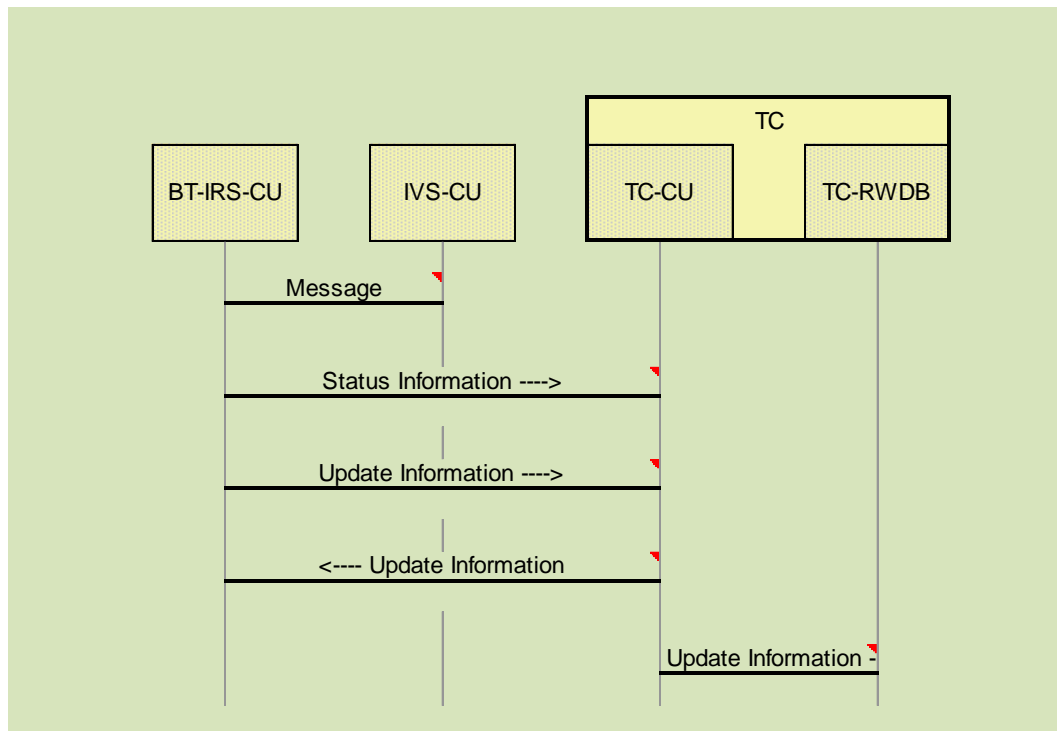 TC
BT-IRS-CU
IVS-CU
TC-CU
TC-RWDB
Message
Status Information ---->
Update Information ---->
<---- Update Information
Update Information -